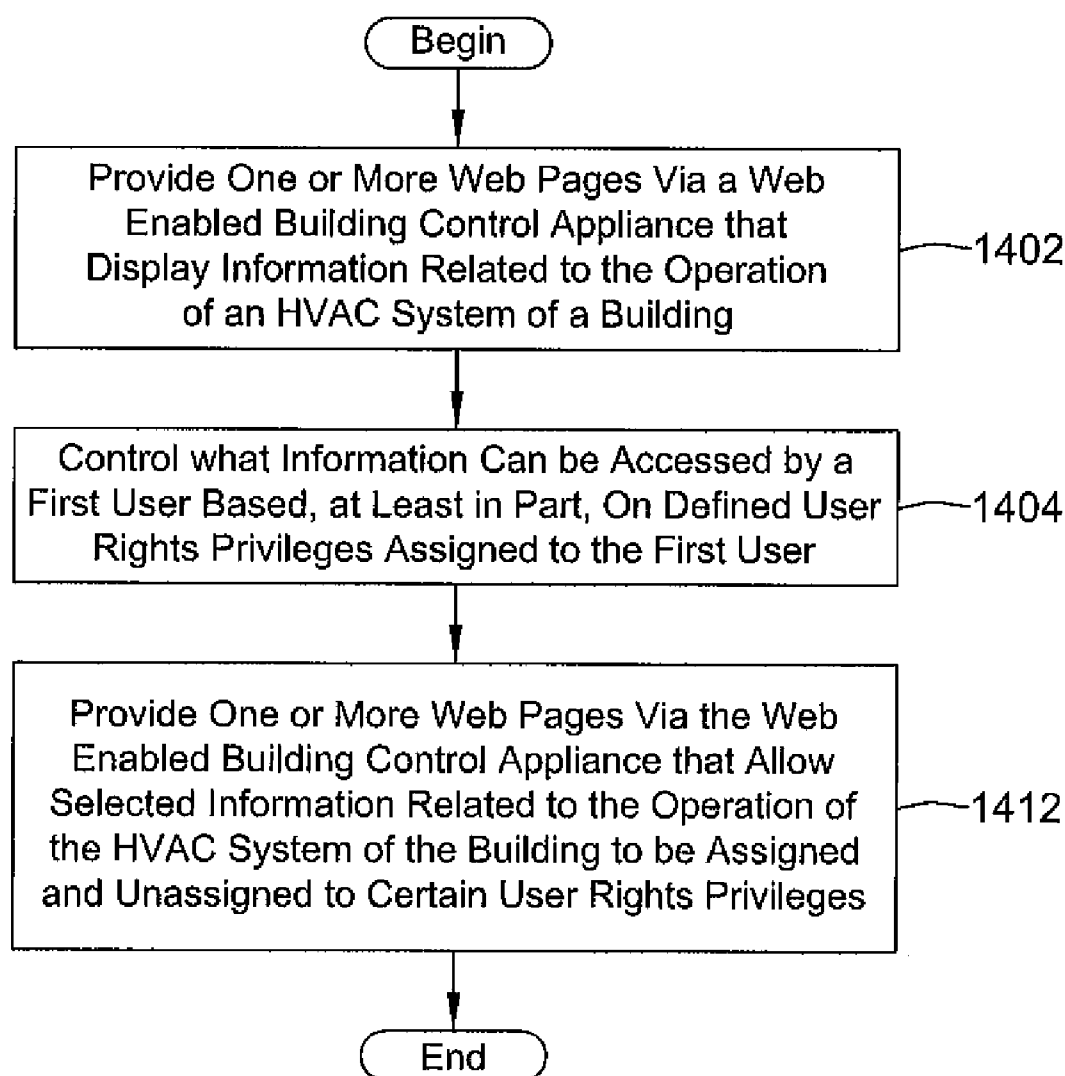 Begin
Provide One or More Web Pages Via a Web
Enabled Building Control Appliance that
Display Information Related to the Operation
of an HVAC System of a Building
1402
Control what Information Can be Accessed by a
First User Based, at Least in Part, On Defined User
Rights Privileges Assigned to the First User
1404
Provide One or More Web Pages Via the Web
Enabled Building Control Appliance that Allow
Selected Information Related to the Operation of
the HVAC System of the Building to be Assigned
and Unassigned to Certain User Rights Privileges
1412
End